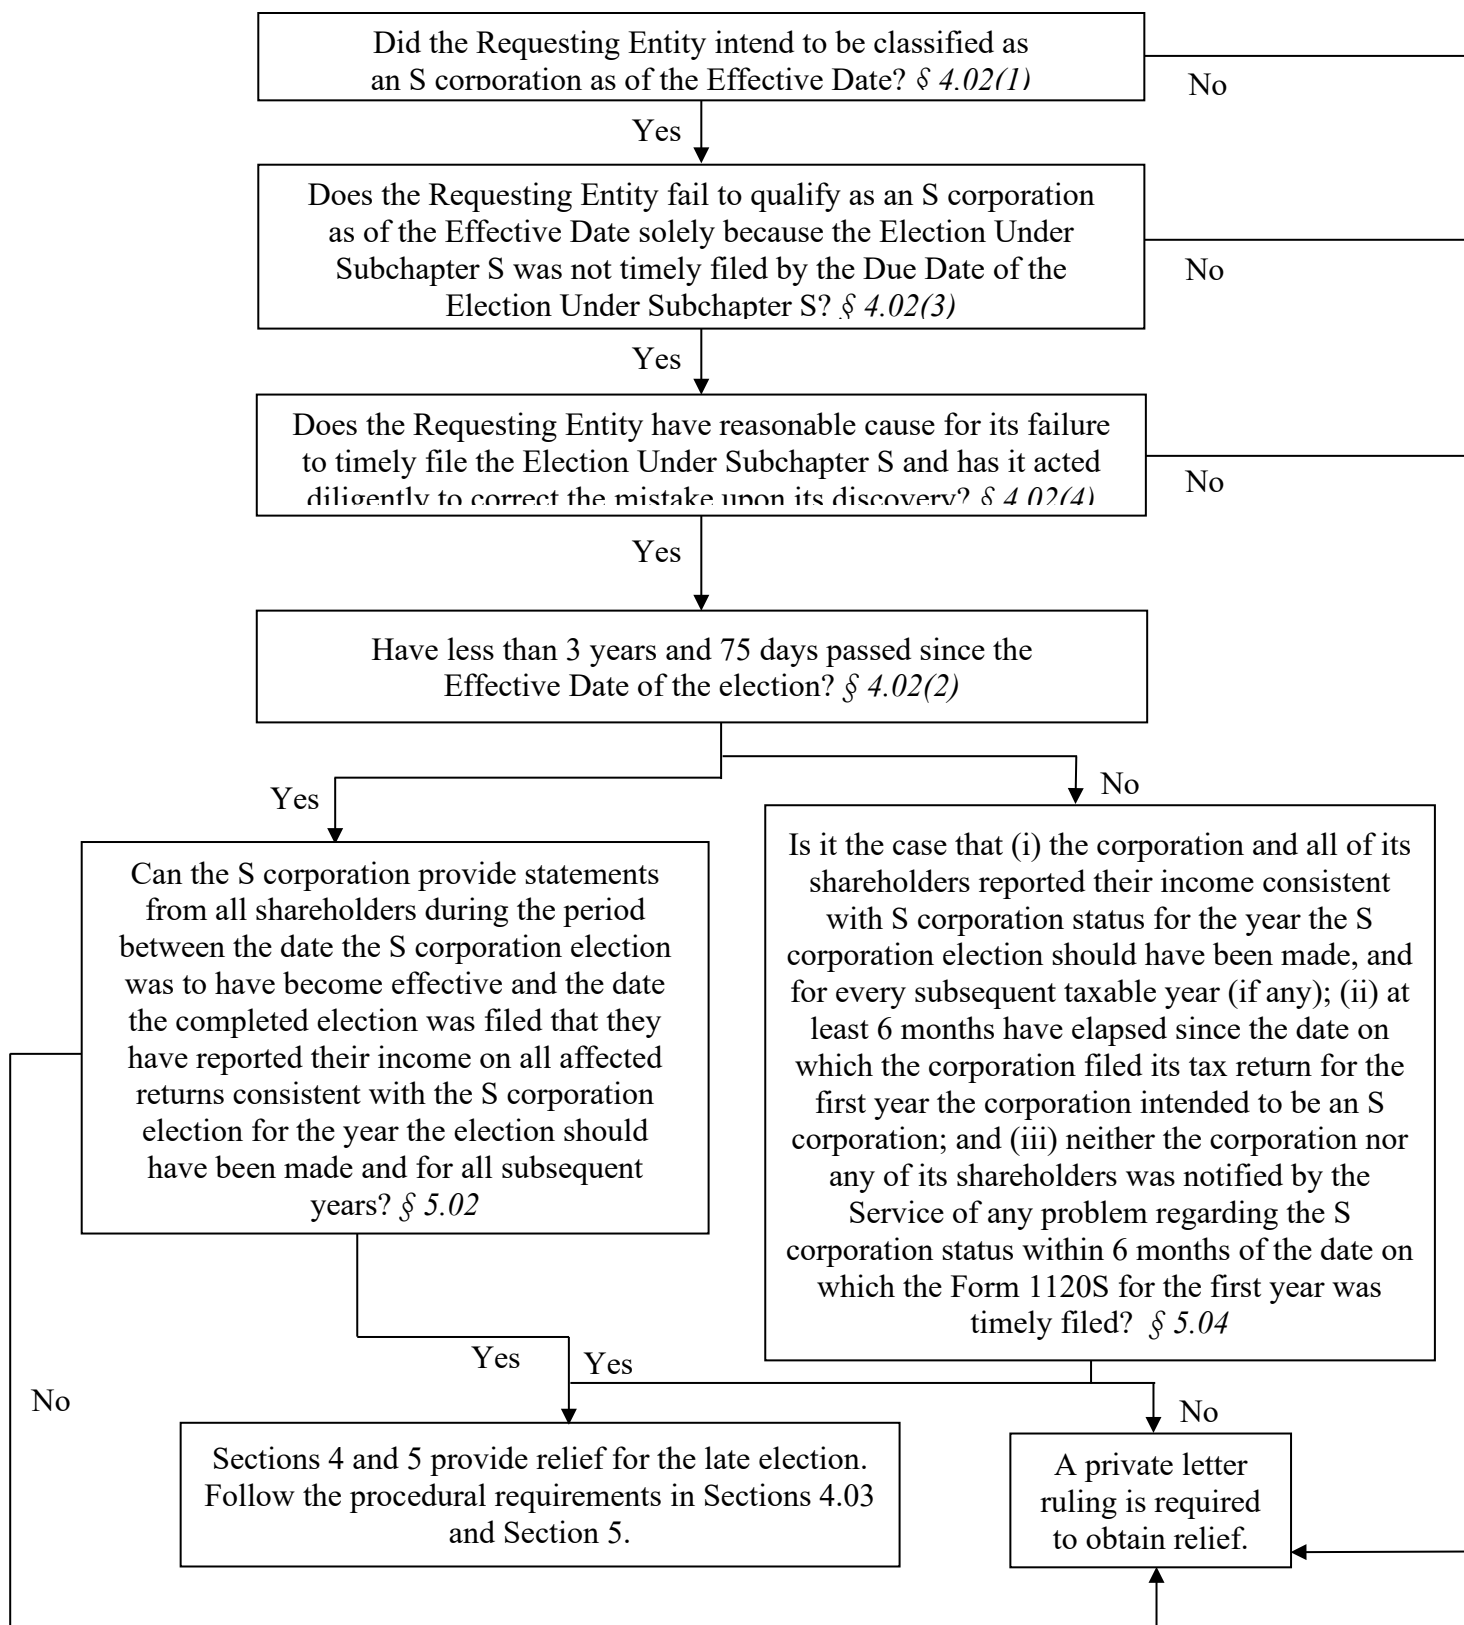 Did the Requesting Entity intend to be classified as
an S corporation as of the Effective Date? § 4.02(1)
No
Yes
Does the Requesting Entity fail to qualify as an S corporation
as of the Effective Date solely because the Election Under
Subchapter S was not timely filed by the Due Date of the
Election Under Subchapter S? § 4.02(3)
No
Yes
Does the Requesting Entity have reasonable cause for its failure
to timely file the Election Under Subchapter S and has it acted
diligently to correct the mistake upon its discovery? § 4.02(4)
No
Yes
Have less than 3 years and 75 days passed since the
Effective Date of the election? § 4.02(2)
Yes
No
Can the S corporation provide statements
from all shareholders during the period
between the date the S corporation election
was to have become effective and the date
the completed election was filed that they
have reported their income on all affected
returns consistent with the S corporation
election for the year the election should
have been made and for all subsequent
years? § 5.02
Is it the case that (i) the corporation and all of its
shareholders reported their income consistent
with S corporation status for the year the S
corporation election should have been made, and
for every subsequent taxable year (if any); (ii) at
least 6 months have elapsed since the date on
which the corporation filed its tax return for the
first year the corporation intended to be an S
corporation; and (iii) neither the corporation nor
any of its shareholders was notified by the
Service of any problem regarding the S
corporation status within 6 months of the date on
which the Form 1120S for the first year was
timely filed? § 5.04
Yes
Yes
No
No
Sections 4 and 5 provide relief for the late election.
Follow the procedural requirements in Sections 4.03
and Section 5.
A private letter
ruling is required
to obtain relief.